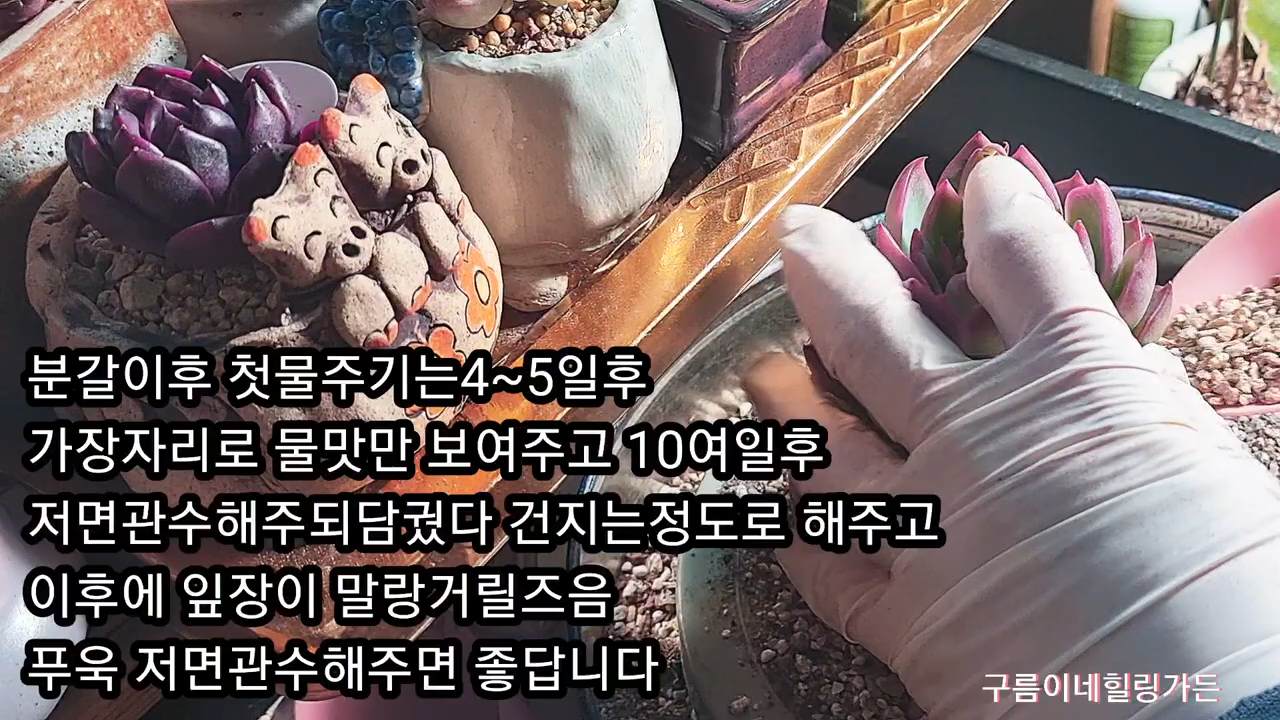 분갈이후 첫물주기는4~5일후
가장자리로 물맛만 보여주고 10여일후
저면관수해주되담궜다 건지는정도로 해주고
이후에 잎장이 말랑거릴즈음
푸욱 저면관수해주면 좋답니다
구름이네힐링가든